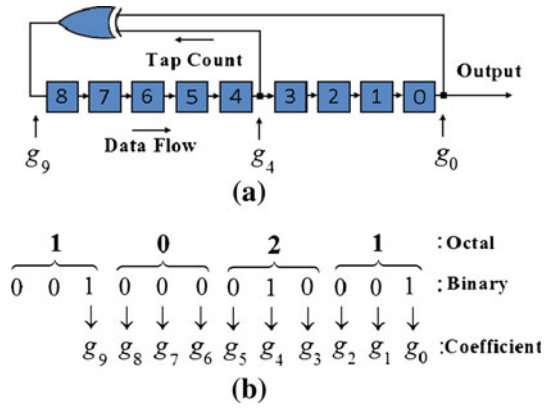 Tap Count
Output
8 7 6 5 4 3 2 1 0
Data Flow
g9 g4 g0
(a)
1 0 2 1 :Octal
0 0 1 0 0 0 0 1 0 0 0 1 :Binary
g9 g8 g7 g6 g5 g4 g3 g2 g1 g0 :Coefficient
(b)